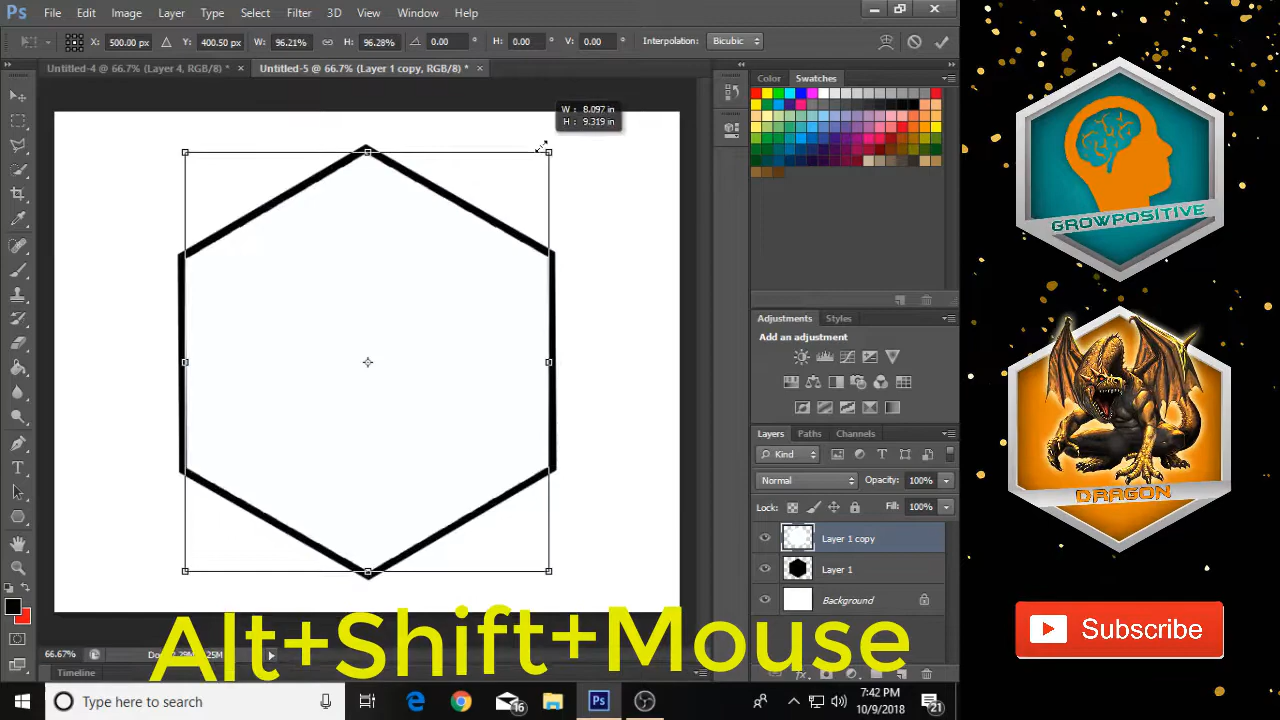 Ps File Edit Image Layer Type Select Filter 3D View Window Help
X: 500.00 px Y: 400.50 px W: 96.21% H: 96.28% 0.00 ° H: 0.00 ° V: 0.00 ° Interpolation: Bicubic
Untitled-4 @ 66.7% (Layer 4, RGB/8) * × Untitled-5 @ 66.7% (Layer 1 copy, RGB/8) * ×
Color Swatches
W : 8.097 in
H : 9.319 in
GROWPOSITIVE
Adjustments Styles
Add an adjustment
Layers Paths Channels
Kind
Normal Opacity: 100%
DRAGON
Lock: Fill: 100%
Layer 1 copy
Layer 1
Background
Alt+Shift+Mouse
Subscribe
66.67%
Timeline
Type here to search
16
Ps
7:42 PM
10/9/2018
21